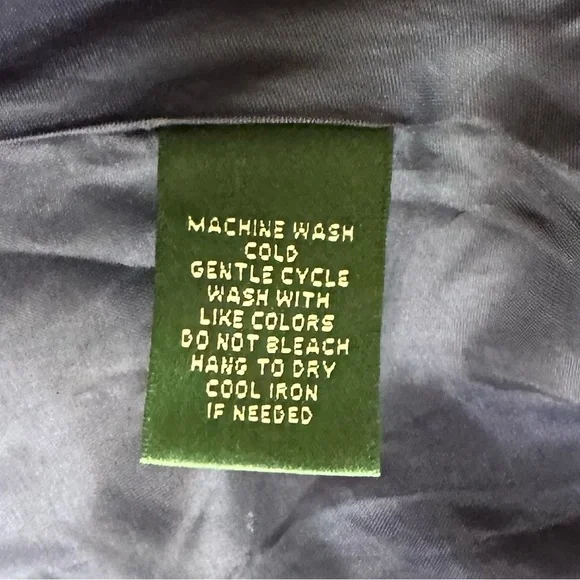 MACHINE WASH
COLD
GENTLE CYCLE
WASH WITH
LIKE COLORS
DO NOT BLEACH
HANG TO DRY
COOL IRON
IF NEEDED